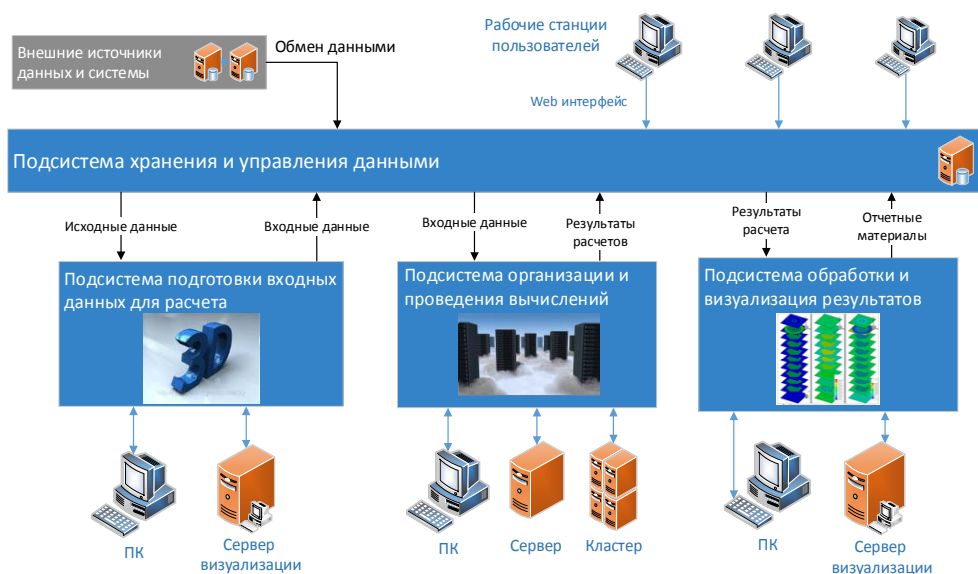 Внешние источники
данных и системы
Обмен данными
Рабочие станции
пользователей
Web интерфейс
Подсистема хранения и управления данными
Исходные данные
Входные данные
Входные данные
Результаты
расчетов
Результаты
расчета
Отчетные
материалы
Подсистема подготовки входных
данных для расчета
3D
Подсистема организации и
проведения вычислений
Подсистема обработки и
визуализация результатов
ПК
Сервер
визуализации
ПК
Сервер
Кластер
ПК
Сервер
визуализации